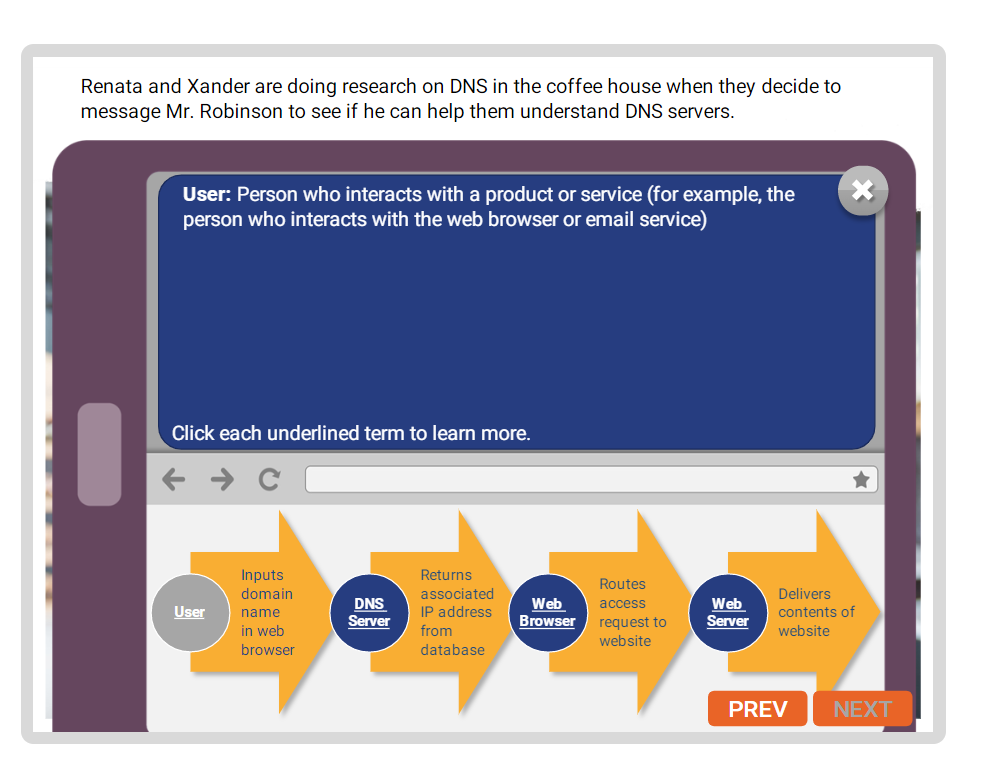 Renata and Xander are doing research on DNS in the coffee house when they decide to
message Mr. Robinson to see if he can help them understand DNS servers.
User: Person who interacts with a product or service (for example, the
person who interacts with the web browser or email service)
Click each underlined term to learn more.
User
Inputs
domain
name
in web
browser
DNS
Server
Returns
associated
IP address
from
database
Web
Browser
Routes
access
request to
website
Web
Server
Delivers
contents of
website
PREV
NEXT